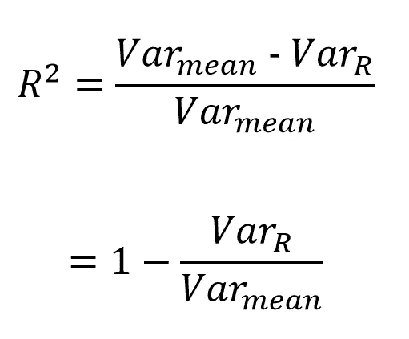 R² = (Var_mean - Var_R) / Var_mean
= 1 − Var_R / Var_mean